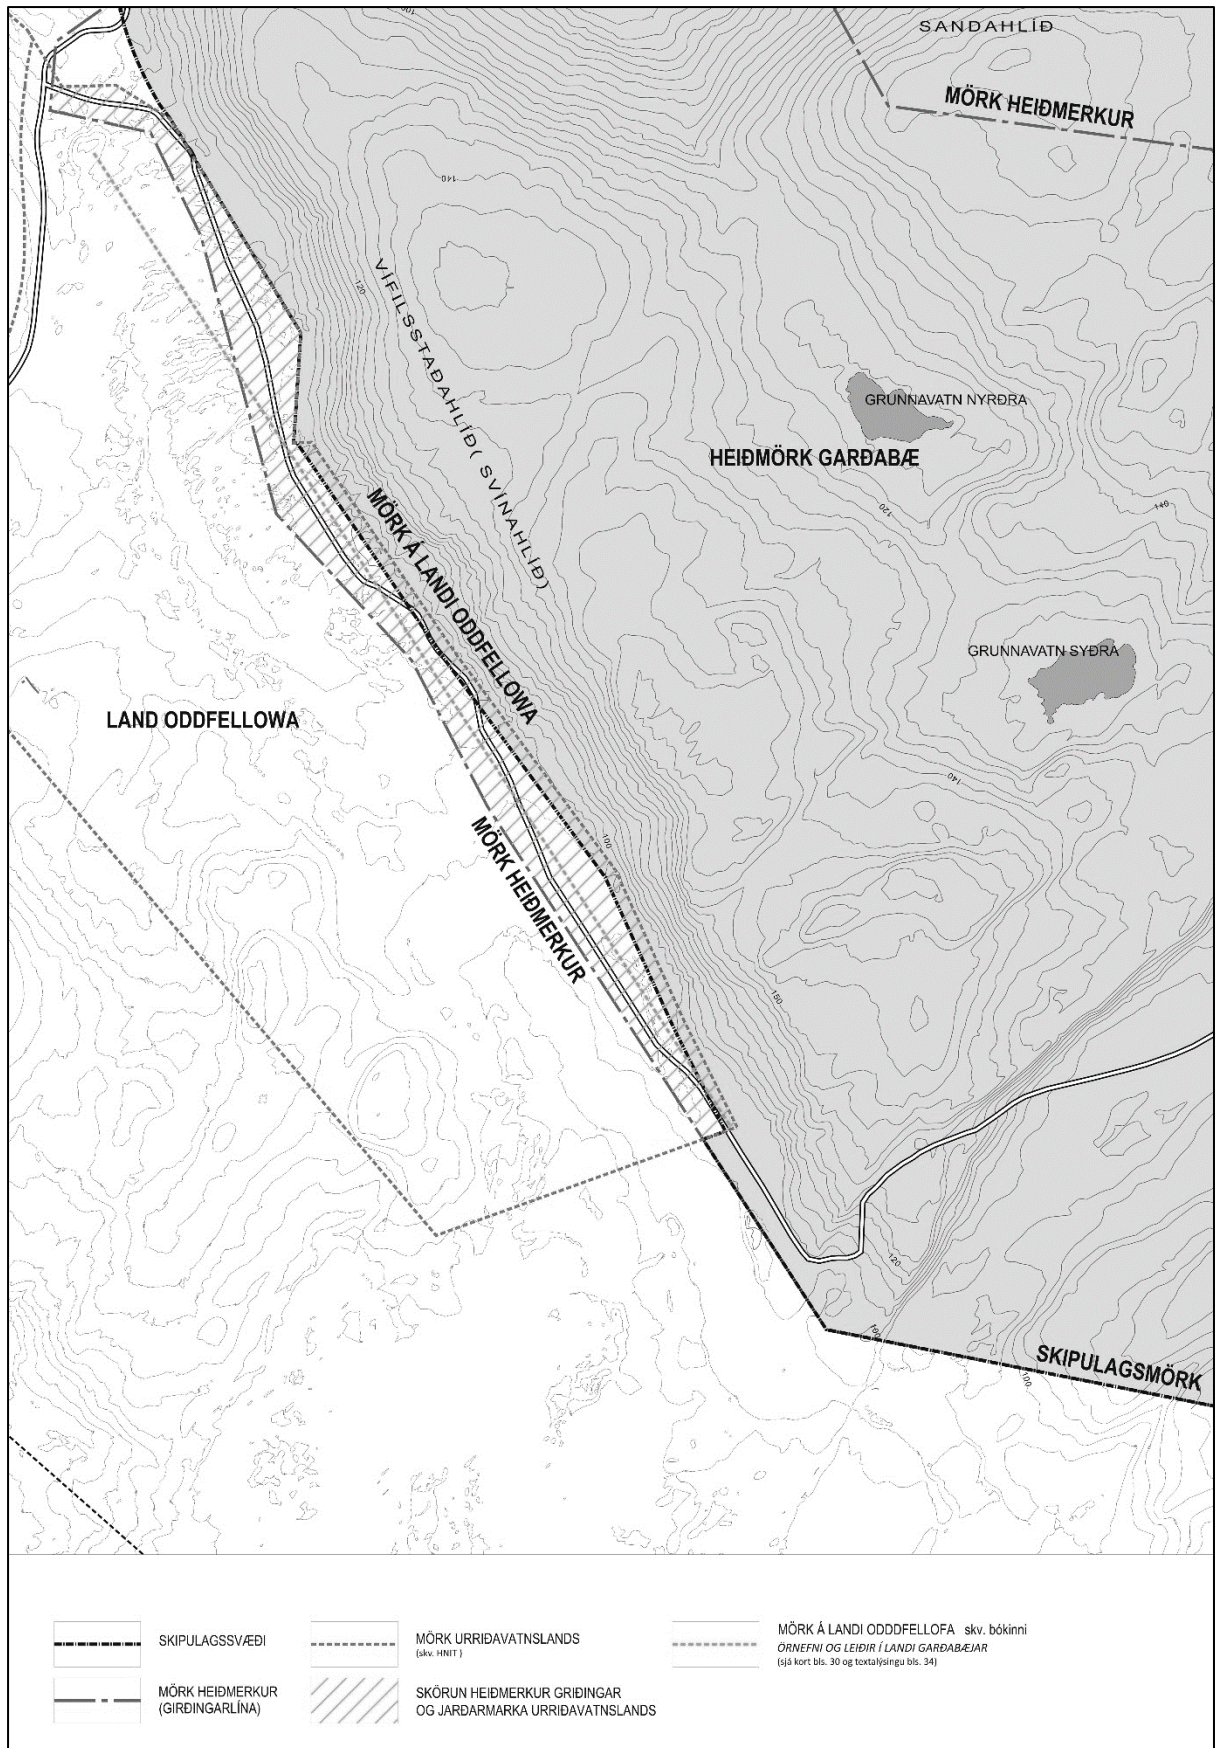 100
SANDAHLÍÐ
MÖRK HEIÐMERKUR
140
120
VÍFILSSTAÐAHLÍÐ( SVÍNAHLÍÐ)
GRUNNAVATN NYRÐRA
HEIÐMÖRK GARÐABÆ
120
140
MÖRK Á LANDI ODDFELLOWA
GRUNNAVATN SYÐRA
LAND ODDFELLOWA
140
100
MÖRK HEIÐMERKUR
150
120
100
SKIPULAGSMÖRK
100
SKIPULAGSSVÆÐI
MÖRK HEIÐMERKUR
(GIRÐINGARLÍNA)
MÖRK URRIÐAVATNSLANDS
(skv. HNIT )
SKÖRUN HEIÐMERKUR GRIÐINGAR
OG JARÐARMARKA URRIÐAVATNSLANDS
MÖRK Á LANDI ODDDFELLOFA skv. bókinni
ÖRNEFNI OG LEIÐIR Í LANDI GARÐABÆJAR
(sjá kort bls. 30 og textalýsingu bls. 34)